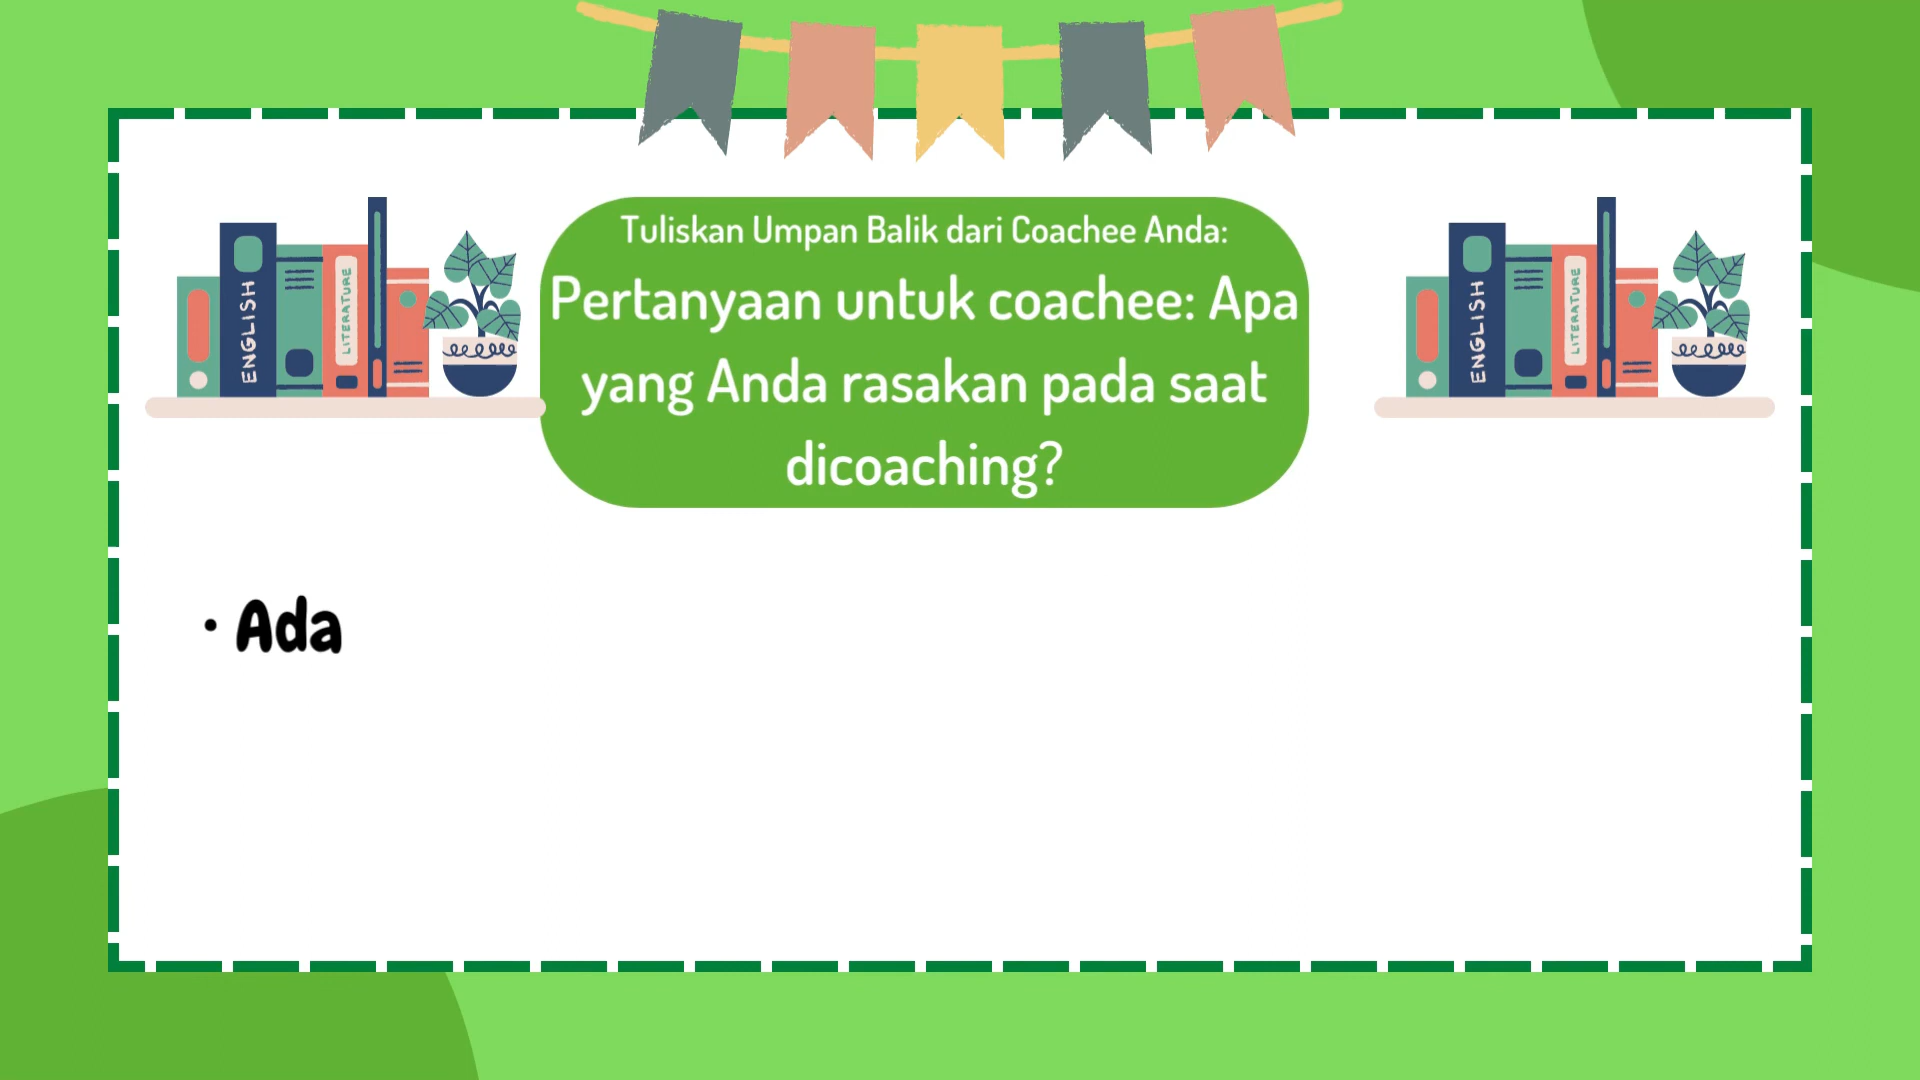 Tuliskan Umpan Balik dari Coachee Anda:
Pertanyaan untuk coachee: Apa
yang Anda rasakan pada saat
dicoaching?
ENGLISH
LITERATURE
ENGLISH
LITERATURE
• Ada